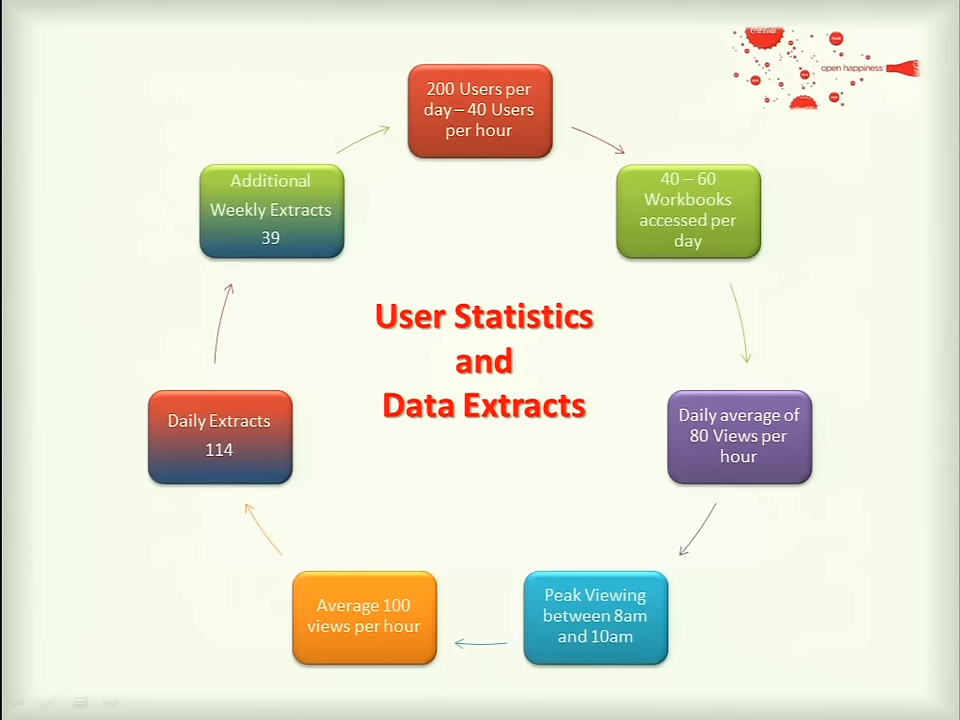 Coca-Cola
open happiness
200 Users per
day – 40 Users
per hour
40 – 60
Workbooks
accessed per
day
Daily average of
80 Views per
hour
Peak Viewing
between 8am
and 10am
Average 100
views per hour
Daily Extracts
114
Additional
Weekly Extracts
39
User Statistics
and
Data Extracts